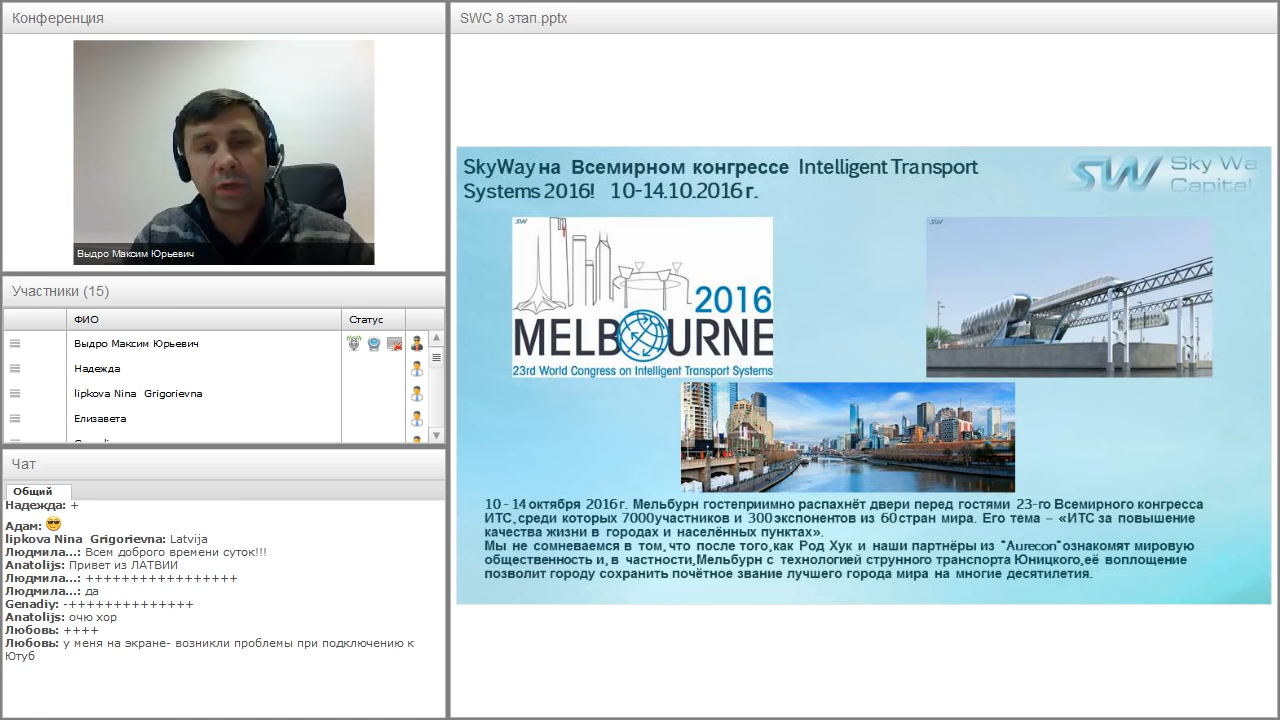 Конференция
Выдро Максим Юрьевич
Участники (15)
ФИО
Статус
Выдро Максим Юрьевич
Надежда
lipkova Nina Grigorievna
Елизавета
Чат
Общий
Надежда: +
Адам:
lipkova Nina Grigorievna: Latvija
Людмила...: Всем доброго времени суток!!!
Anatolijs: Привет из ЛАТВИИ
Людмила...: +++++++++++++++++
Людмила...: да
Genadiy: -++++++++++++++
Anatolijs: очю хор
Любовь: ++++
Любовь: у меня на экране- возникли проблемы при подключению к
Ютуб
SWC 8 этап.pptx
SkyWay на Всемирном конгрессе Intelligent Transport
Systems 2016! 10-14.10.2016 г.
SW Sky Wa
Capital
SW
2016
MELBOURNE
23rd World Congress on Intelligent Transport Systems
SW
10 - 14 октября 2016 г. Мельбурн гостеприимно распахнёт двери перед гостями 23-го Всемирного конгресса
ИТС, среди которых 7000 участников и 300 экспонентов из 60 стран мира. Его тема – «ИТС за повышение
качества жизни в городах и населённых пунктах».
Мы не сомневаемся в том, что после того, как Род Хук и наши партнёры из "Aurecon" ознакомят мировую
общественность и, в частности, Мельбурн с технологией струнного транспорта Юницкого, её воплощение
позволит городу сохранить почётное звание лучшего города мира на многие десятилетия.